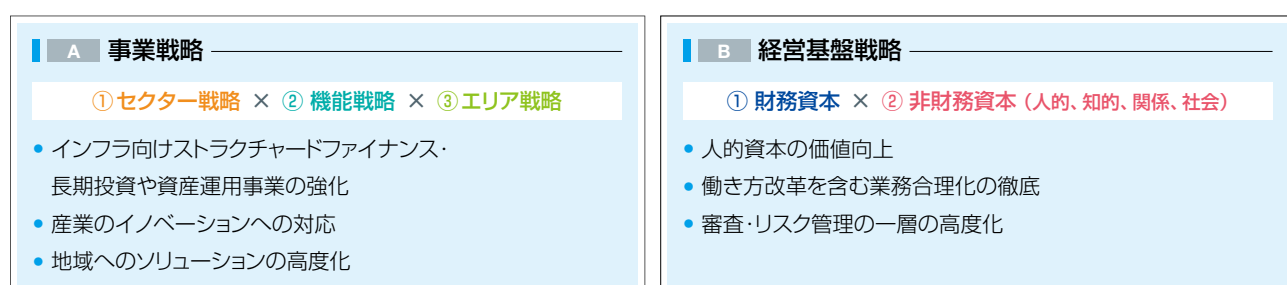 A 事業戦略
①セクター戦略 × ② 機能戦略 × ③エリア戦略
• インフラ向けストラクチャードファイナンス・
長期投資や資産運用事業の強化
• 産業のイノベーションへの対応
• 地域へのソリューションの高度化
B 経営基盤戦略
① 財務資本 × ② 非財務資本（人的、知的、関係、社会）
• 人的資本の価値向上
• 働き方改革を含む業務合理化の徹底
• 審査・リスク管理の一層の高度化